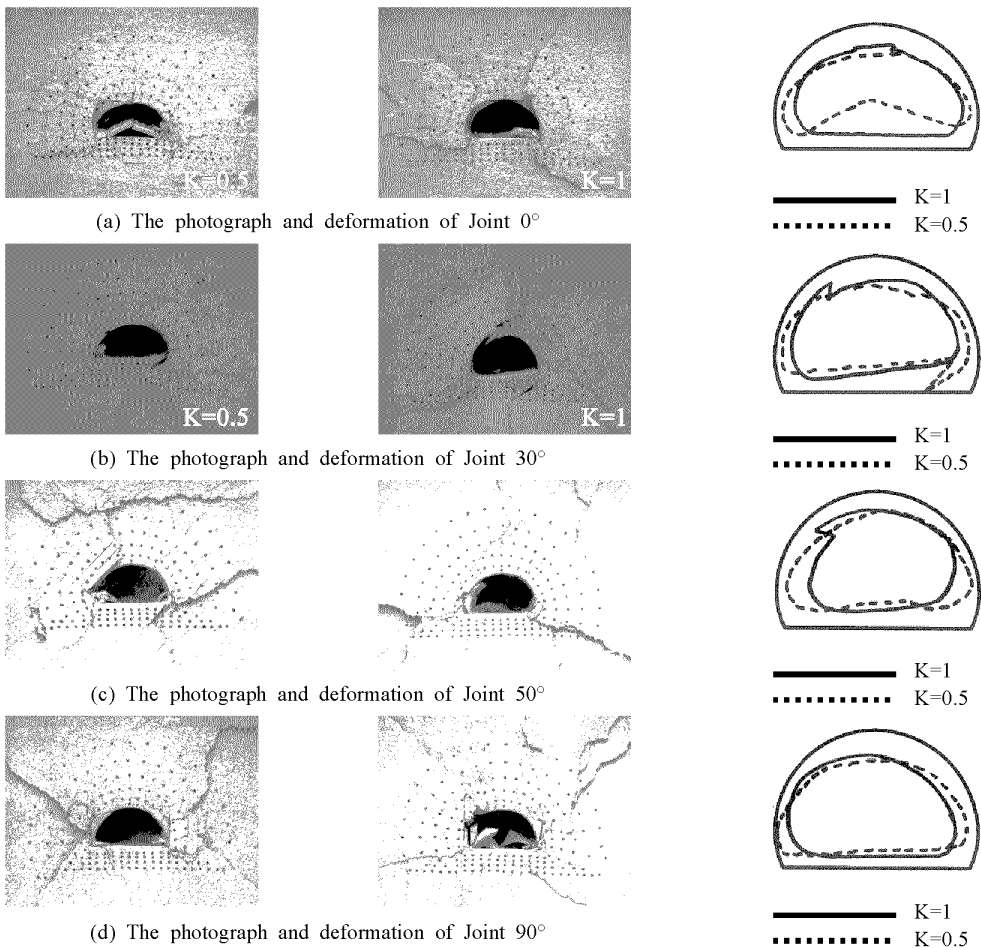 K=0.5
K=1
K=1
K=0.5
(a) The photograph and deformation of Joint 0°
K=0.5
K=1
K=1
K=0.5
(b) The photograph and deformation of Joint 30°
K=1
K=0.5
(c) The photograph and deformation of Joint 50°
K=1
K=0.5
(d) The photograph and deformation of Joint 90°